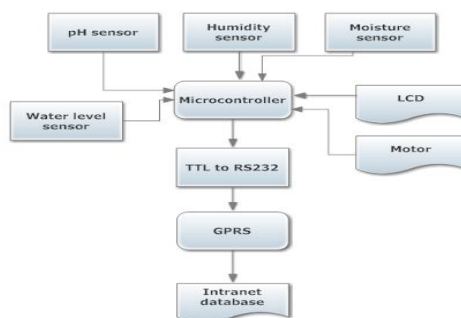 pH sensor
Humidity
sensor
Moisture
sensor
Microcontroller
LCD
Water level
sensor
Motor
TTL to RS232
GPRS
Intranet
database